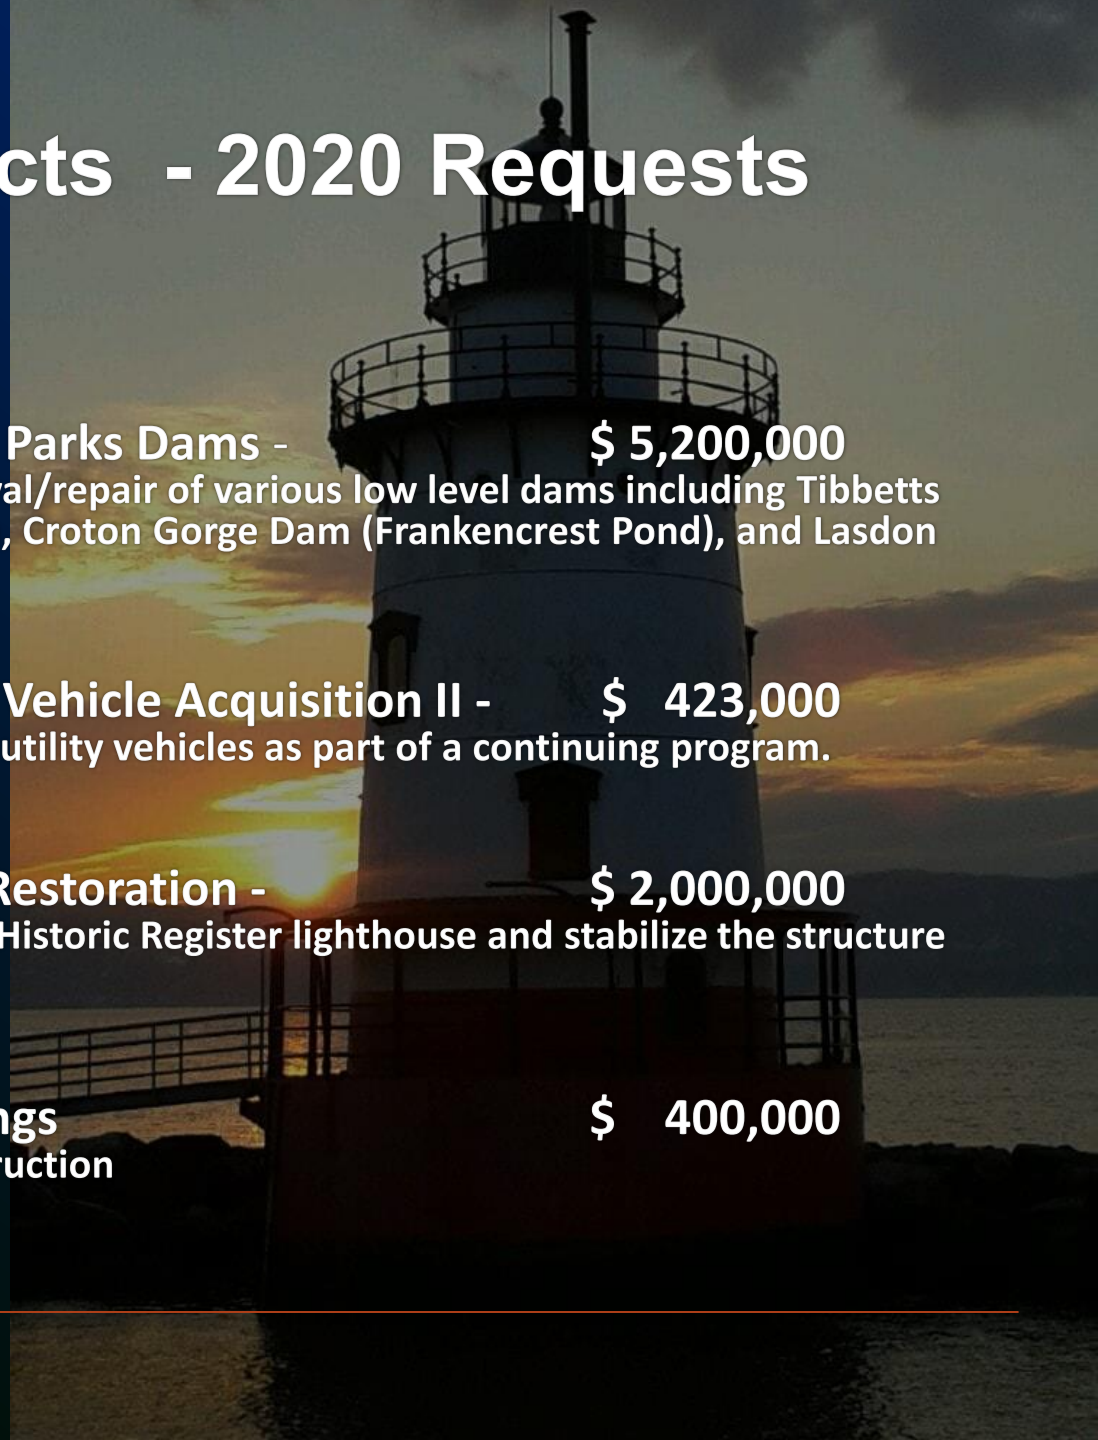 cts - 2020 Requests
Parks Dams - $ 5,200,000
al/repair of various low level dams including Tibbetts
, Croton Gorge Dam (Frankencrest Pond), and Lasdon
Vehicle Acquisition II - $ 423,000
utility vehicles as part of a continuing program.
Restoration - $ 2,000,000
Historic Register lighthouse and stabilize the structure
ngs $ 400,000
ruction